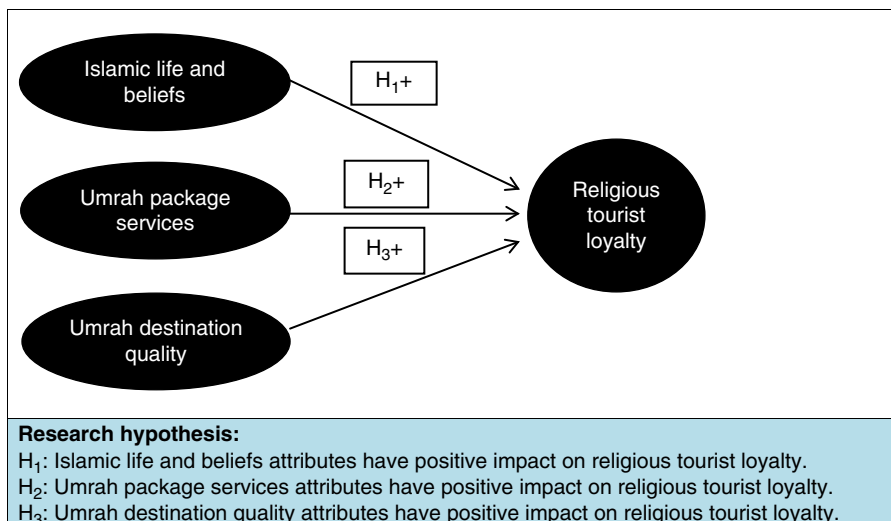 Islamic life and
beliefs
H₁+
Umrah package
services
H₂+
Religious
tourist
loyalty
H₃+
Umrah destination
quality
Research hypothesis:
H₁: Islamic life and beliefs attributes have positive impact on religious tourist loyalty.
H₂: Umrah package services attributes have positive impact on religious tourist loyalty.
H₃: Umrah destination quality attributes have positive impact on religious tourist loyalty.